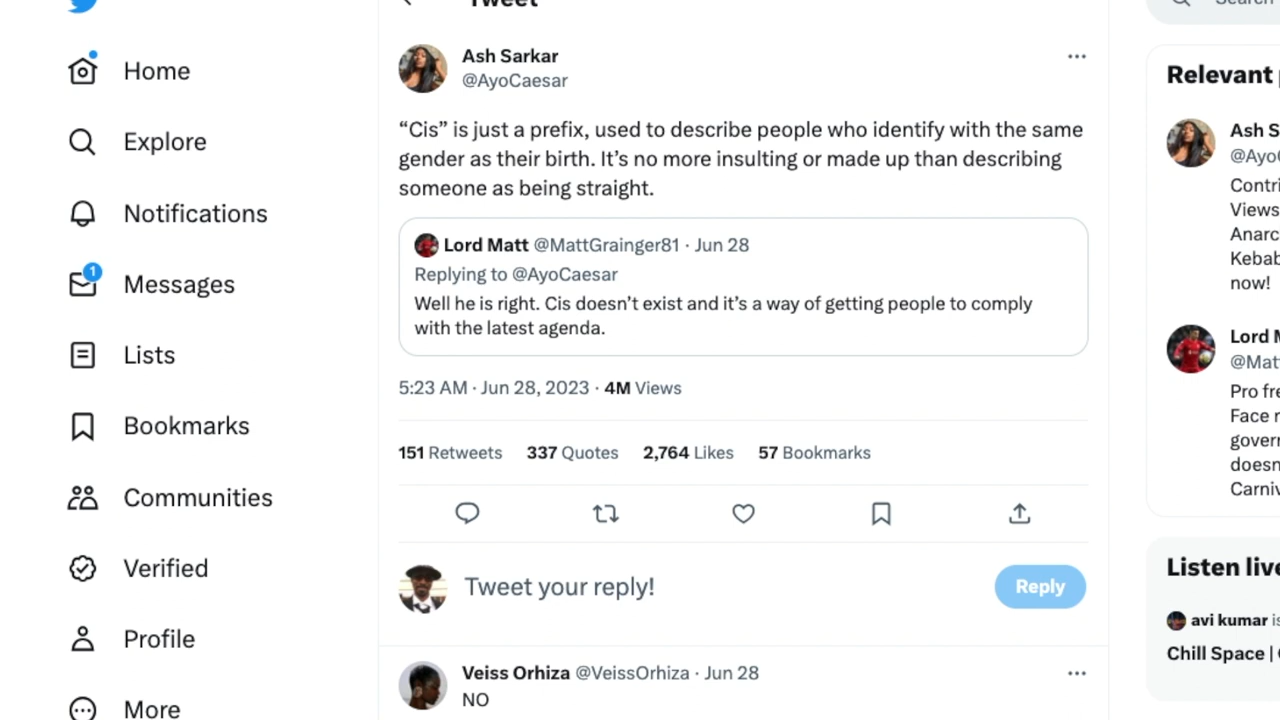 Tweet
Home
Explore
Notifications
1
Messages
Lists
Bookmarks
Communities
Verified
Profile
More
Ash Sarkar
@AyoCaesar
“Cis” is just a prefix, used to describe people who identify with the same
gender as their birth. It’s no more insulting or made up than describing
someone as being straight.
Lord Matt @MattGrainger81 · Jun 28
Replying to @AyoCaesar
Well he is right. Cis doesn’t exist and it’s a way of getting people to comply
with the latest agenda.
5:23 AM · Jun 28, 2023 · 4M Views
151 Retweets 337 Quotes 2,764 Likes 57 Bookmarks
Tweet your reply!
Reply
Veiss Orhiza @VeissOrhiza · Jun 28
NO
Search
Relevant
Ash S
@Ayo
Contri
Views
Anarc
Kebab
now!
Lord M
@Mat
Pro fre
Face r
govern
doesn
Carniv
Listen live
avi kumar is
Chill Space |